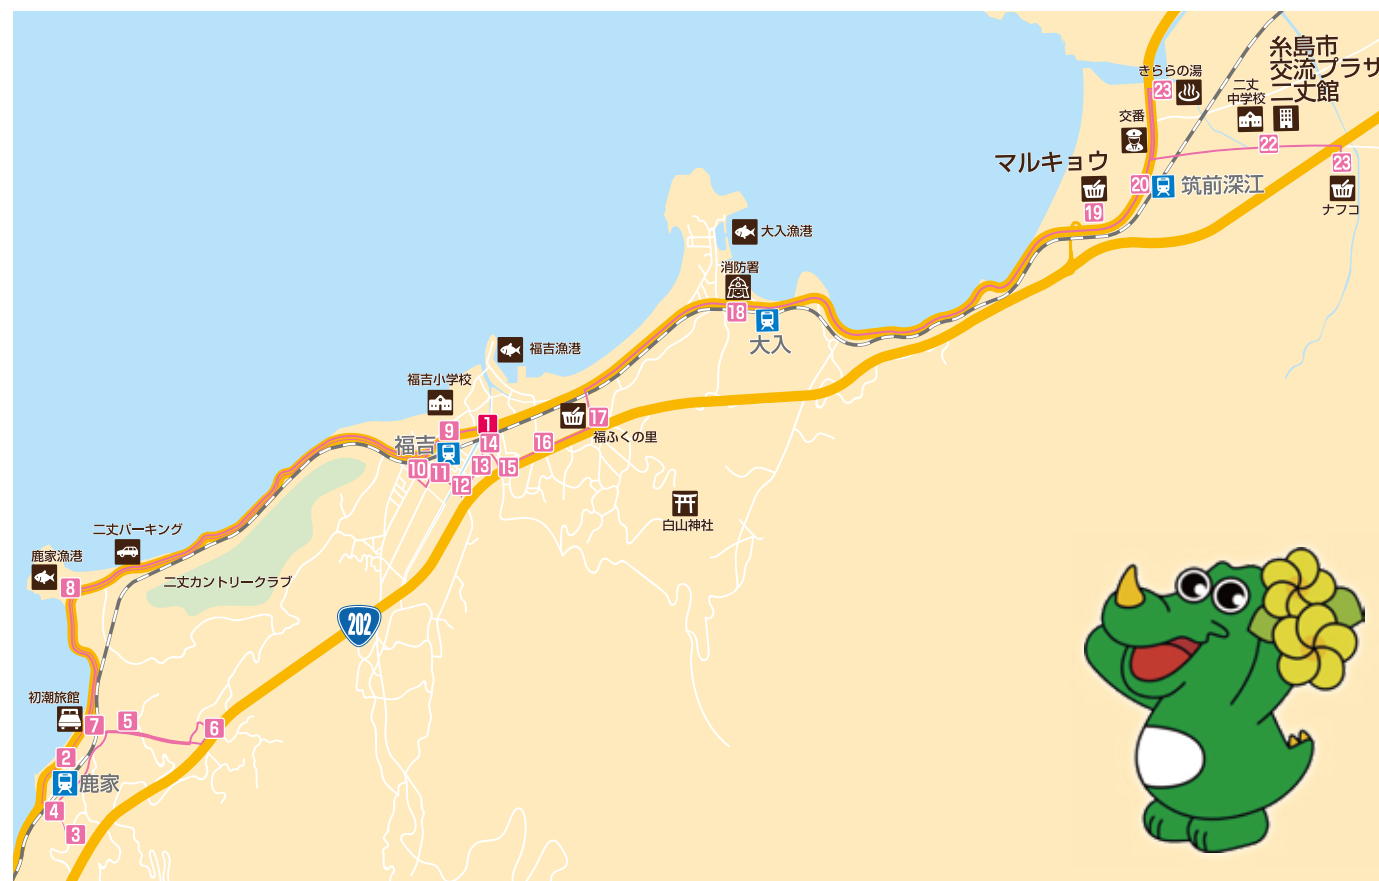 糸島市
交流プラザ
二丈館
きららの湯
23
二丈
中学校
交番
22
マルキョウ
23
20
筑前深江
19
ナフコ
大入漁港
消防署
18
大入
福吉漁港
福吉小学校
17
1
9
福ふくの里
福吉
14
16
10
11
13
15
12
白山神社
二丈パーキング
鹿家漁港
8
二丈カントリークラブ
202
初潮旅館
7
5
6
2
鹿家
4
3